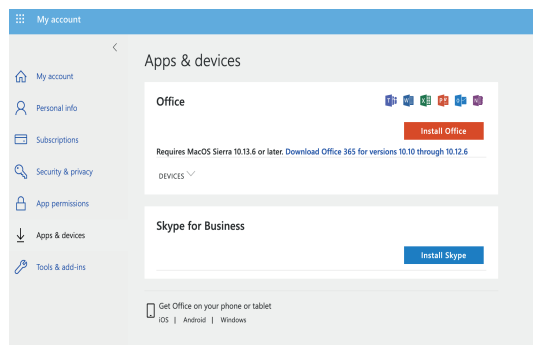 My account
My account
Personal info
Subscriptions
Security & privacy
App permissions
Apps & devices
Tools & add-ins
Apps & devices
Office
Install Office
Requires MacOS Sierra 10.13.6 or later. Download Office 365 for versions 10.10 through 10.12.6
DEVICES
Skype for Business
Install Skype
Get Office on your phone or tablet
iOS | Android | Windows